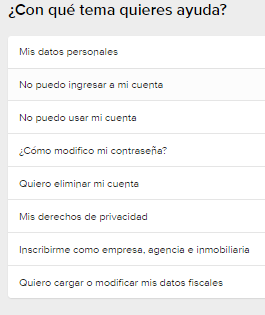 ¿Con qué tema quieres ayuda?
Mis datos personales
No puedo ingresar a mi cuenta
No puedo usar mi cuenta
¿Cómo modifico mi contraseña?
Quiero eliminar mi cuenta
Mis derechos de privacidad
Inscribirme como empresa, agencia e inmobiliaria
Quiero cargar o modificar mis datos fiscales